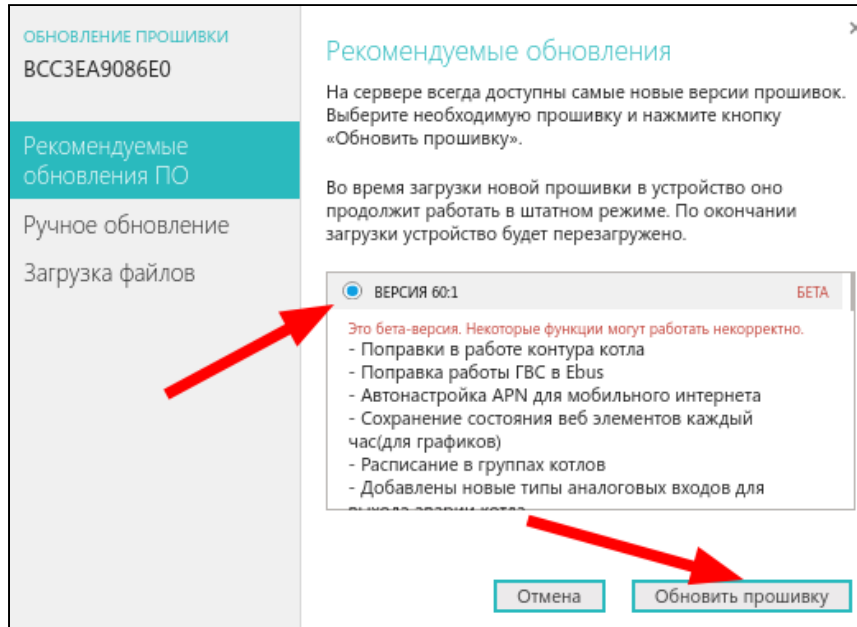 ОБНОВЛЕНИЕ ПРОШИВКИ
BCC3EA9086E0
Рекомендуемые
обновления ПО
Ручное обновление
Загрузка файлов
Рекомендуемые обновления
На сервере всегда доступны самые новые версии прошивок.
Выберите необходимую прошивку и нажмите кнопку
«Обновить прошивку».
Во время загрузки новой прошивки в устройство оно
продолжит работать в штатном режиме. По окончании
загрузки устройство будет перезагружено.
ВЕРСИЯ 60:1 БЕТА
Это бета-версия. Некоторые функции могут работать некорректно.
- Поправки в работе контура котла
- Поправка работы ГВС в Ebus
- Автонастройка APN для мобильного интернета
- Сохранение состояния веб элементов каждый
час(для графиков)
- Расписание в группах котлов
- Добавлены новые типы аналоговых входов для
выхода аварии котла
Отмена Обновить прошивку